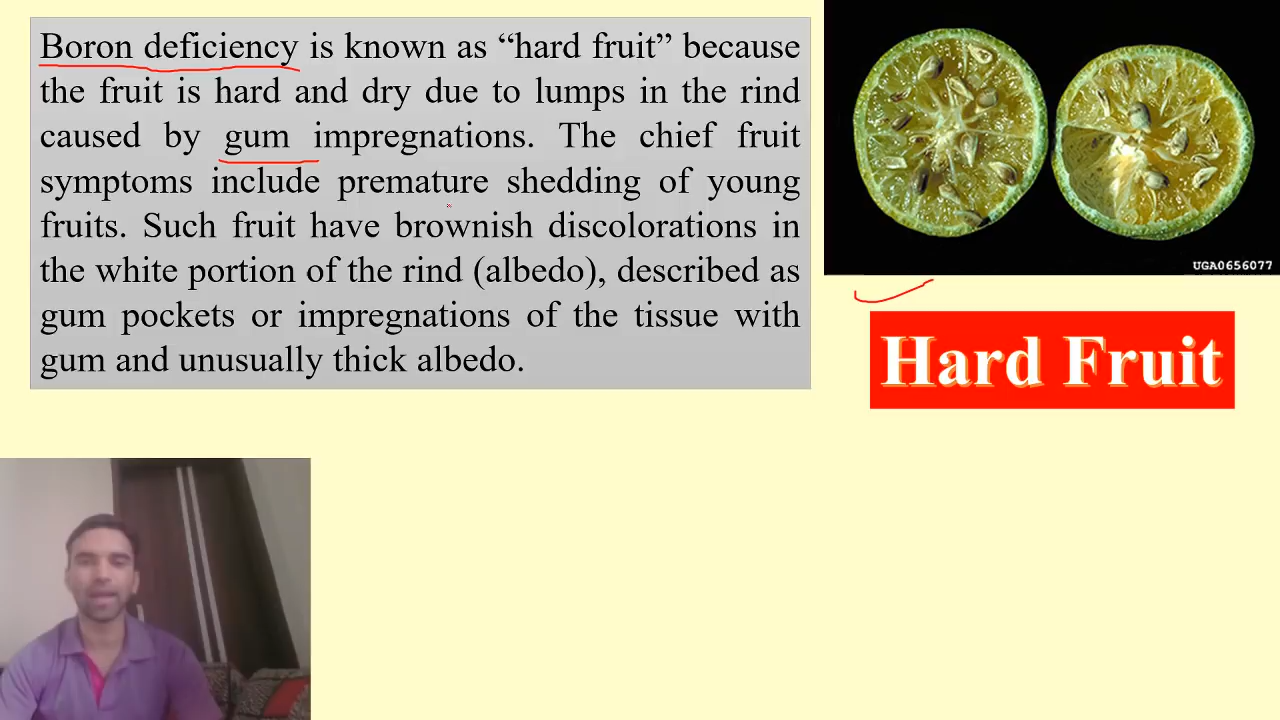 Boron deficiency is known as “hard fruit” because
the fruit is hard and dry due to lumps in the rind
caused by gum impregnations. The chief fruit
symptoms include premature shedding of young
fruits. Such fruit have brownish discolorations in
the white portion of the rind (albedo), described as
gum pockets or impregnations of the tissue with
gum and unusually thick albedo.
UGA0656077
Hard Fruit